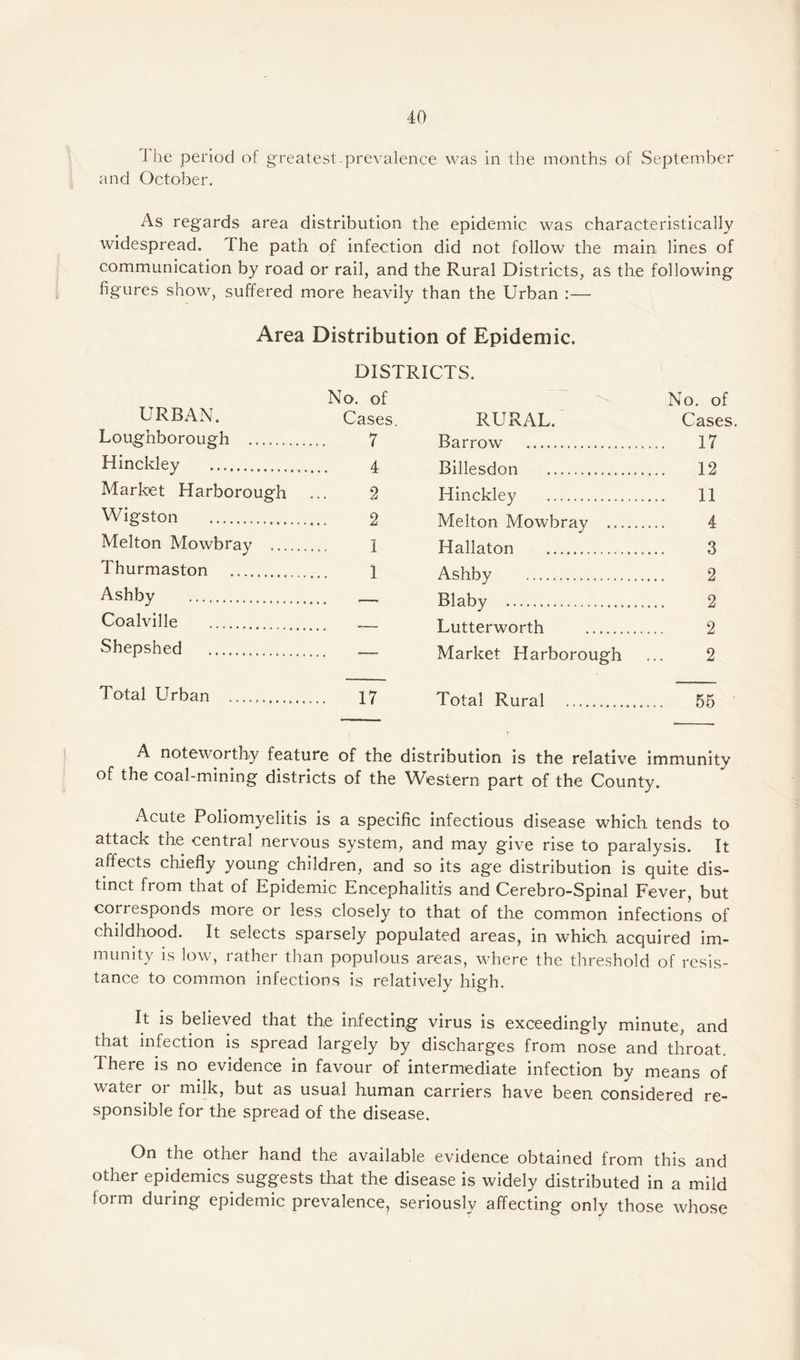 40
The period of greatest prevalence was in the months of September
and October.
As regards area distribution the epidemic was characteristically
widespread. The path of infection did not follow the main lines of
communication by road or rail, and the Rural Districts, as the following
figures show, suffered more heavily than the Urban :—
Area Distribution of Epidemic.
DISTRICTS.
URBAN. No. of Cases. RURAL. No. of Cases.
Loughborough ............ 7 Barrow ...................... 17
Hinckley .................... 4 Billesdon .................... 12
Market Harborough ... 2 Hinckley .................... 11
Wigston .................... 2 Melton Mowbray .......... 4
Melton Mowbray ......... 1 Hallaton .................... 3
Thurmaston ................ 1 Ashby ........................ 2
Ashby ........................ — Blaby ........................ 2
Coalville .................... — Lutterworth ............. 2
Shepshed .................... — Market Harborough ... 2
Total Urban ............... 17 Total Rural ................. 55
A noteworthy feature of the distribution is the relative immunity
of the coal-mining districts of the Western part of the County.
Acute Poliomyelitis is a specific infectious disease which tends to
attack the central nervous system, and may give rise to paralysis. It
affects chiefly young children, and so its age distribution is quite dis-
tinct from that of Epidemic Encephalitis and Cerebro-Spinal Fever, but
corresponds more or less closely to that of the common infections of
childhood. It selects sparsely populated areas, in which acquired im-
munity is low, rather than populous areas, where the threshold of resis-
tance to common infections is relatively high.
It is believed that the infecting virus is exceedingly minute, and
that infection is spread largely by discharges from nose and throat.
There is no evidence in favour of intermediate infection by means of
water or milk, but as usual human carriers have been considered re-
sponsible for the spread of the disease.
On the other hand the available evidence obtained from this and
other epidemics suggests that the disease is widely distributed in a mild
form during epidemic prevalence, seriously affecting only those whose